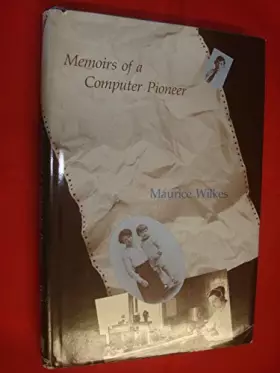 Memoirs of a
Computer Pioneer
Maurice Wilkes